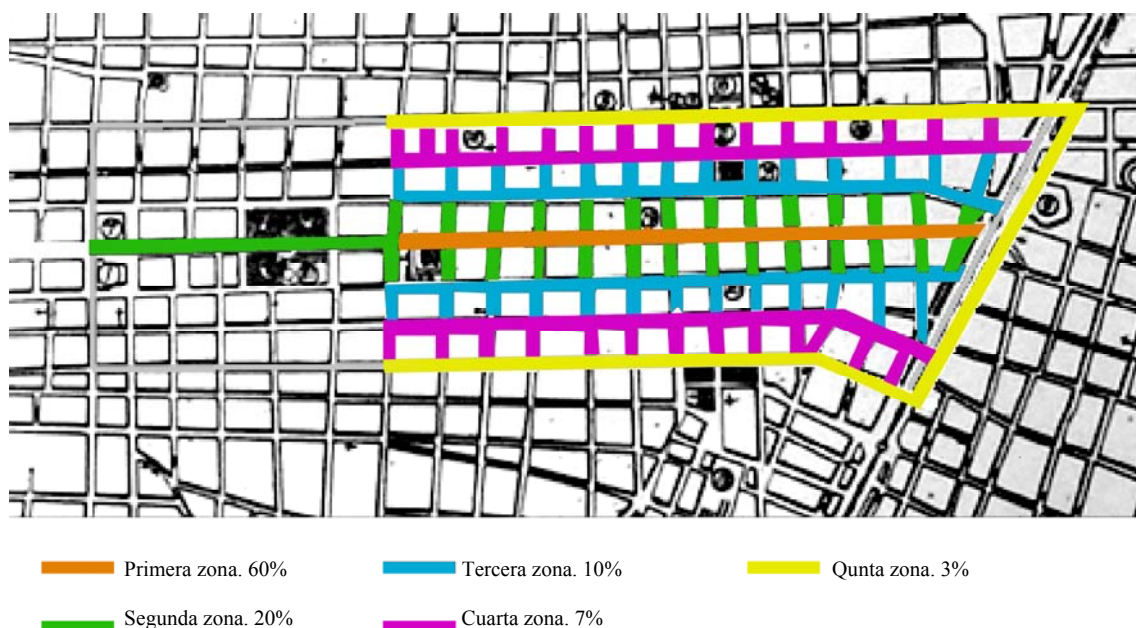 Primera zona. 60%
Tercera zona. 10%
Qunta zona. 3%
Segunda zona. 20%
Cuarta zona. 7%